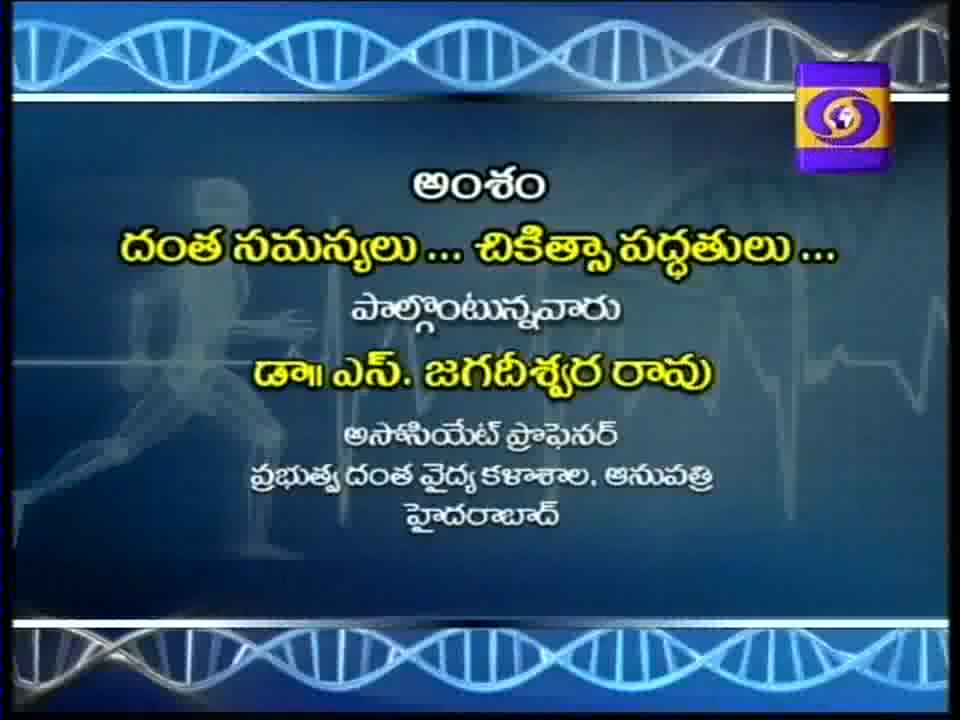 అంశం
దంత సమస్యలు ... చికిత్సా పద్ధతులు ...
పాల్గొంటున్నవారు
డా॥ ఎస్. జగదీశ్వర రావు
అసోసియేట్ ప్రొఫెసర్
ప్రభుత్వ దంత వైద్య కళాశాల, ఆసుపత్రి
హైదరాబాద్